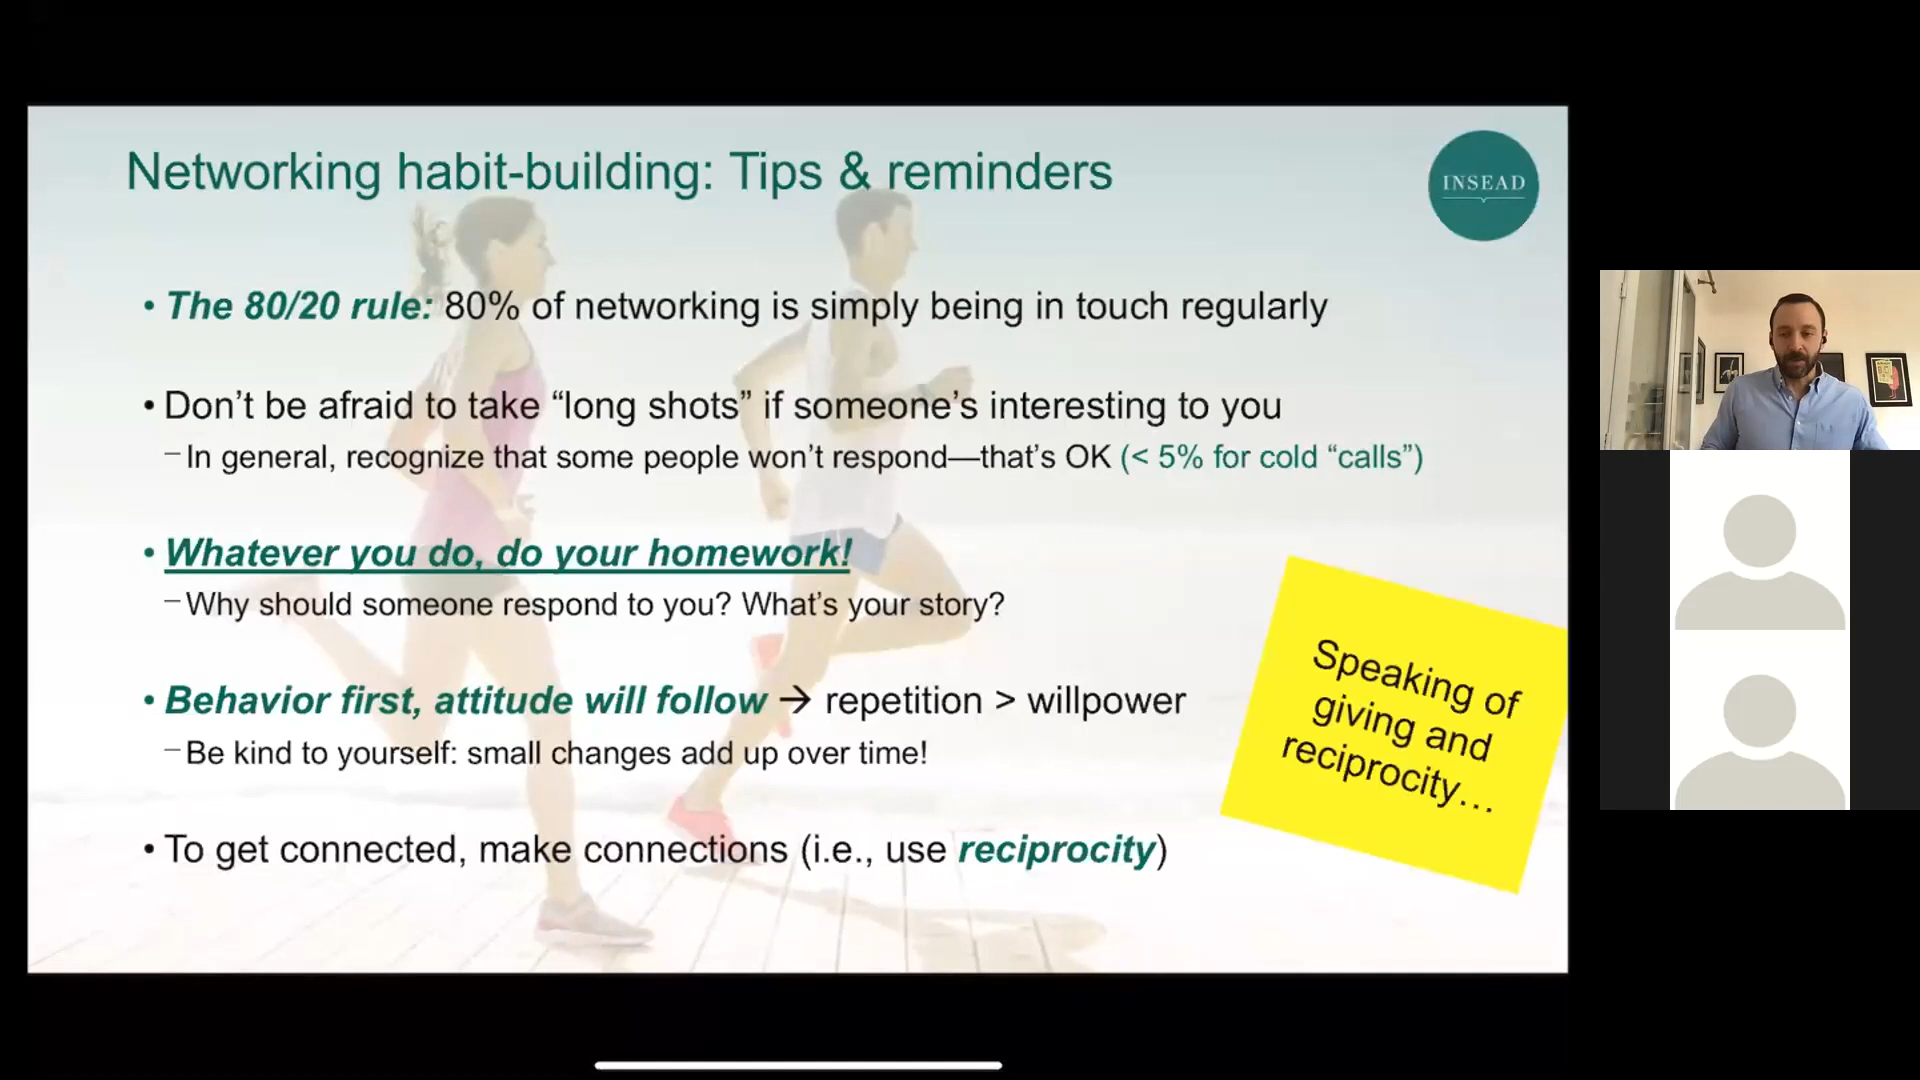 Networking habit-building: Tips & reminders
INSEAD
• The 80/20 rule: 80% of networking is simply being in touch regularly
• Don’t be afraid to take “long shots” if someone’s interesting to you
– In general, recognize that some people won’t respond—that’s OK (< 5% for cold “calls”)
• Whatever you do, do your homework!
– Why should someone respond to you? What’s your story?
• Behavior first, attitude will follow → repetition > willpower
– Be kind to yourself: small changes add up over time!
• To get connected, make connections (i.e., use reciprocity)
Speaking of
giving and
reciprocity…